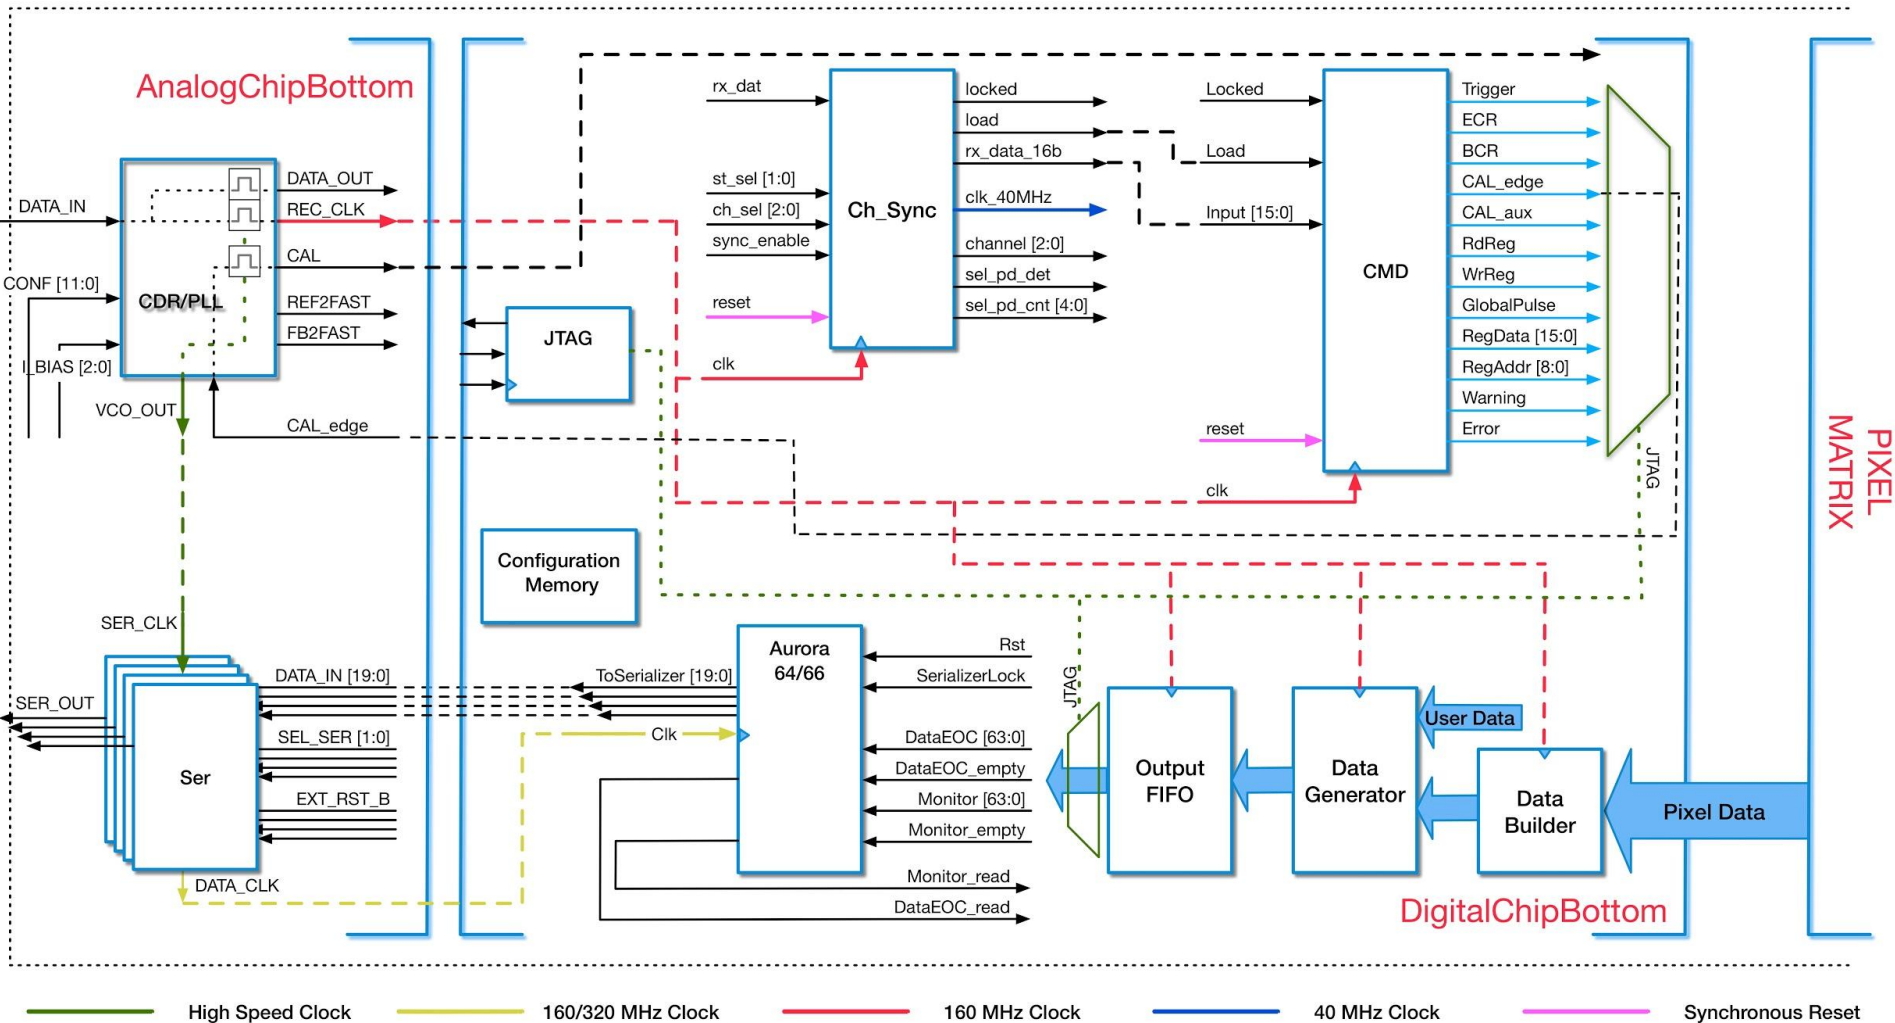 AnalogChipBottom
DATA_IN
CONF [11:0]
I_BIAS [2:0]
CDR/PLL
DATA_OUT
REC_CLK
CAL
REF2FAST
FB2FAST
VCO_OUT
CAL_edge
SER_CLK
SER_OUT
Ser
DATA_IN [19:0]
SEL_SER [1:0]
EXT_RST_B
DATA_CLK
JTAG
Configuration
Memory
rx_dat
st_sel [1:0]
ch_sel [2:0]
sync_enable
reset
clk
Ch_Sync
locked
load
rx_data_16b
clk_40MHz
channel [2:0]
sel_pd_det
sel_pd_cnt [4:0]
Locked
Load
Input [15:0]
reset
clk
CMD
Trigger
ECR
BCR
CAL_edge
CAL_aux
RdReg
WrReg
GlobalPulse
RegData [15:0]
RegAddr [8:0]
Warning
Error
JTAG
PIXEL
MATRIX
ToSerializer [19:0]
Clk
Aurora
64/66
Rst
SerializerLock
DataEOC [63:0]
DataEOC_empty
Monitor [63:0]
Monitor_empty
Monitor_read
DataEOC_read
JTAG
Output
FIFO
Data
Generator
User Data
Data
Builder
Pixel Data
DigitalChipBottom
High Speed Clock
160/320 MHz Clock
160 MHz Clock
40 MHz Clock
Synchronous Reset